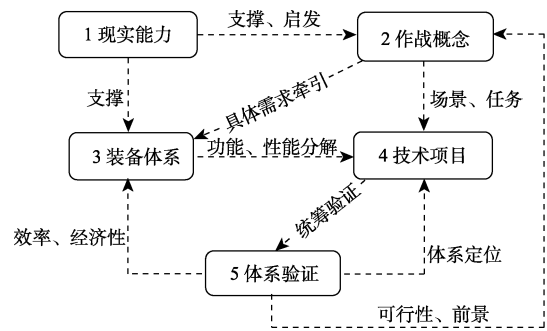 支撑、启发
1 现实能力
2 作战概念
支撑
具体需求牵引
场景、任务
3 装备体系
功能、性能分解
4 技术项目
统筹验证
效率、经济性
5 体系验证
体系定位
可行性、前景